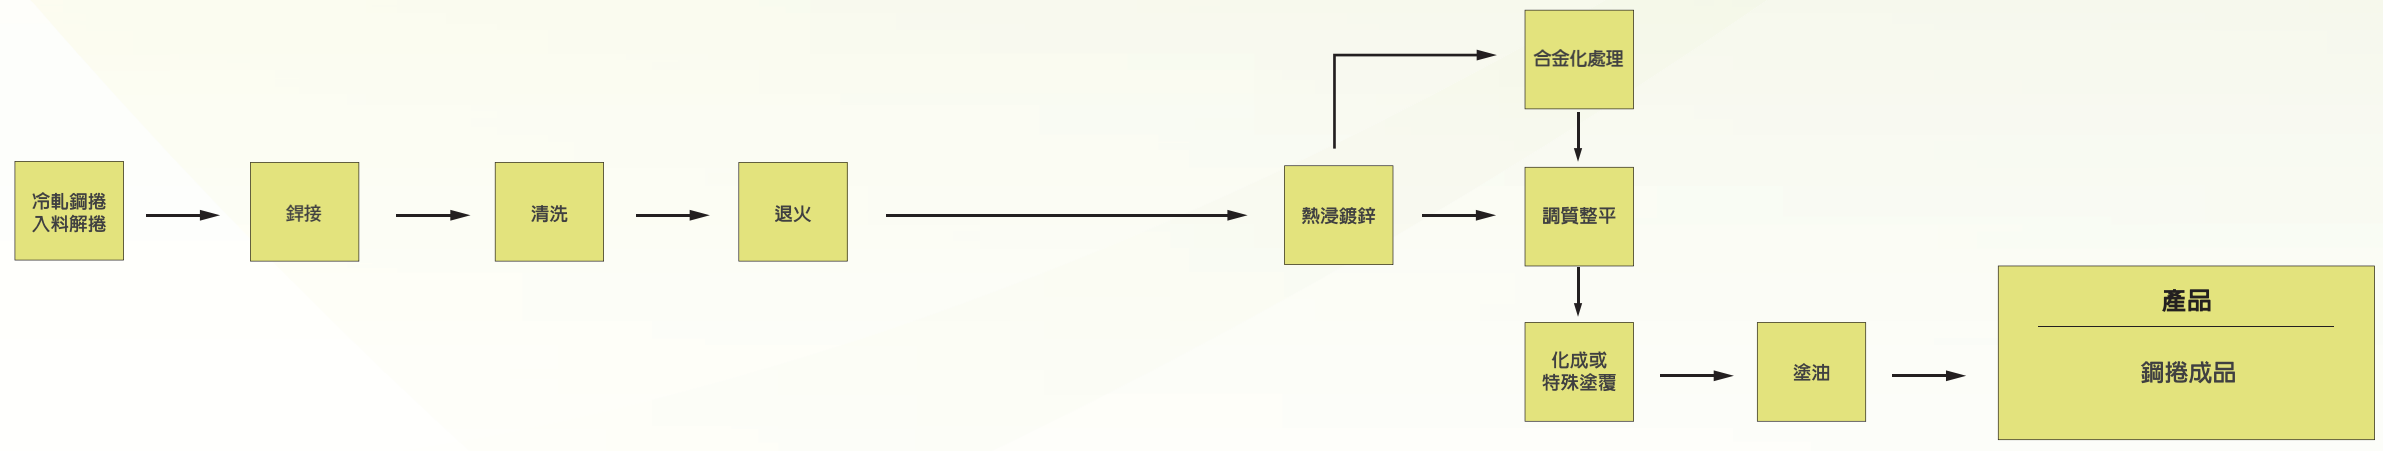 冷軋鋼捲
入料解捲
銲接
清洗
退火
熱浸鍍鋅
合金化處理
調質整平
化成或
特殊塗覆
塗油
產品
鋼捲成品